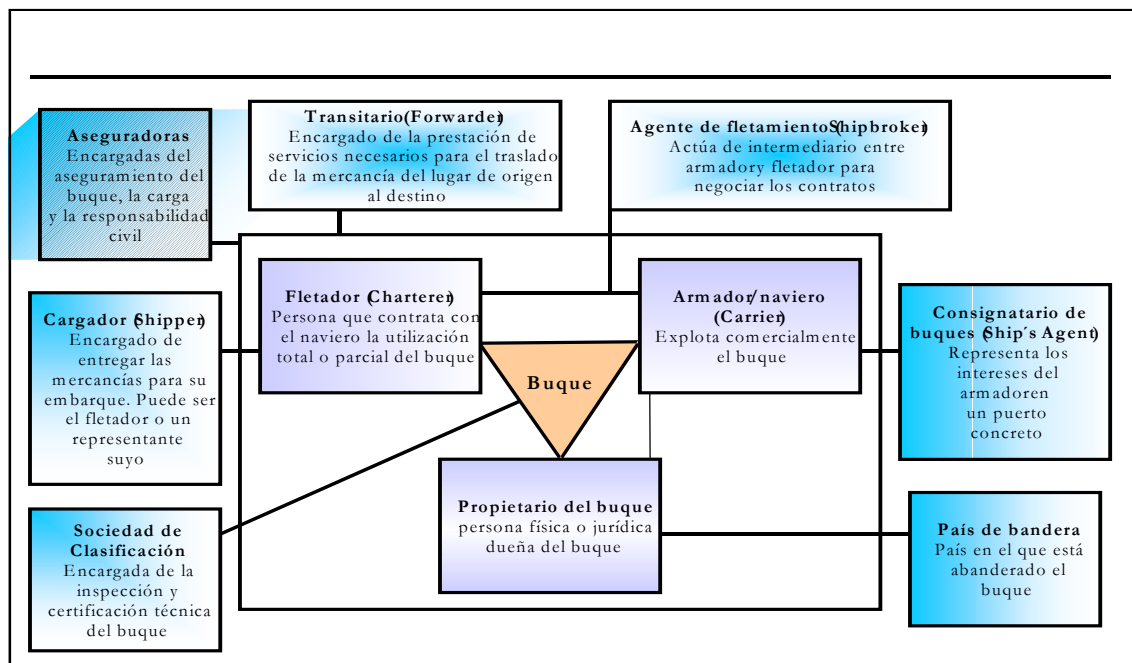 Aseguradoras
Encargadas del
aseguramiento del
buque, la carga
y la responsabilidad
civil
Transitario(Forwarder)
Encargado de la prestación de
servicios necesarios para el traslado
de la mercancía del lugar de origen
al destino
Agente de fletamiento(Shipbroker)
Actúa de intermediario entre
armadory fletador para
negociar los contratos
Fletador (Charterer)
Persona que contrata con
el naviero la utilización
total o parcial del buque
Armador/naviero
(Carrier)
Explota comercialmente
el buque
Cargador (Shipper)
Encargado de
entregar las
mercancías para su
embarque. Puede ser
el fletador o un
representante
suyo
Consignatario de
buques (Ship´s Agent)
Representa los
intereses del
armadoren
un puerto
concreto
Buque
Propietario del buque
persona física o jurídica
dueña del buque
Sociedad de
Clasificación
Encargada de la
inspección y
certificación técnica
del buque
País de bandera
País en el que está
abanderado el
buque